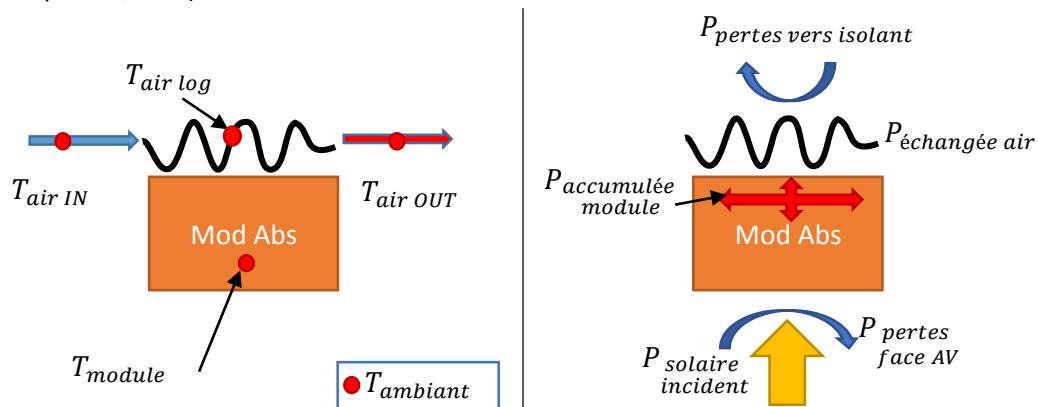 T air log
T air IN
T air OUT
Mod Abs
T module
T ambiant
P pertes vers isolant
P échangée air
P accumulée
module
Mod Abs
P solaire
incident
P pertes
face AV